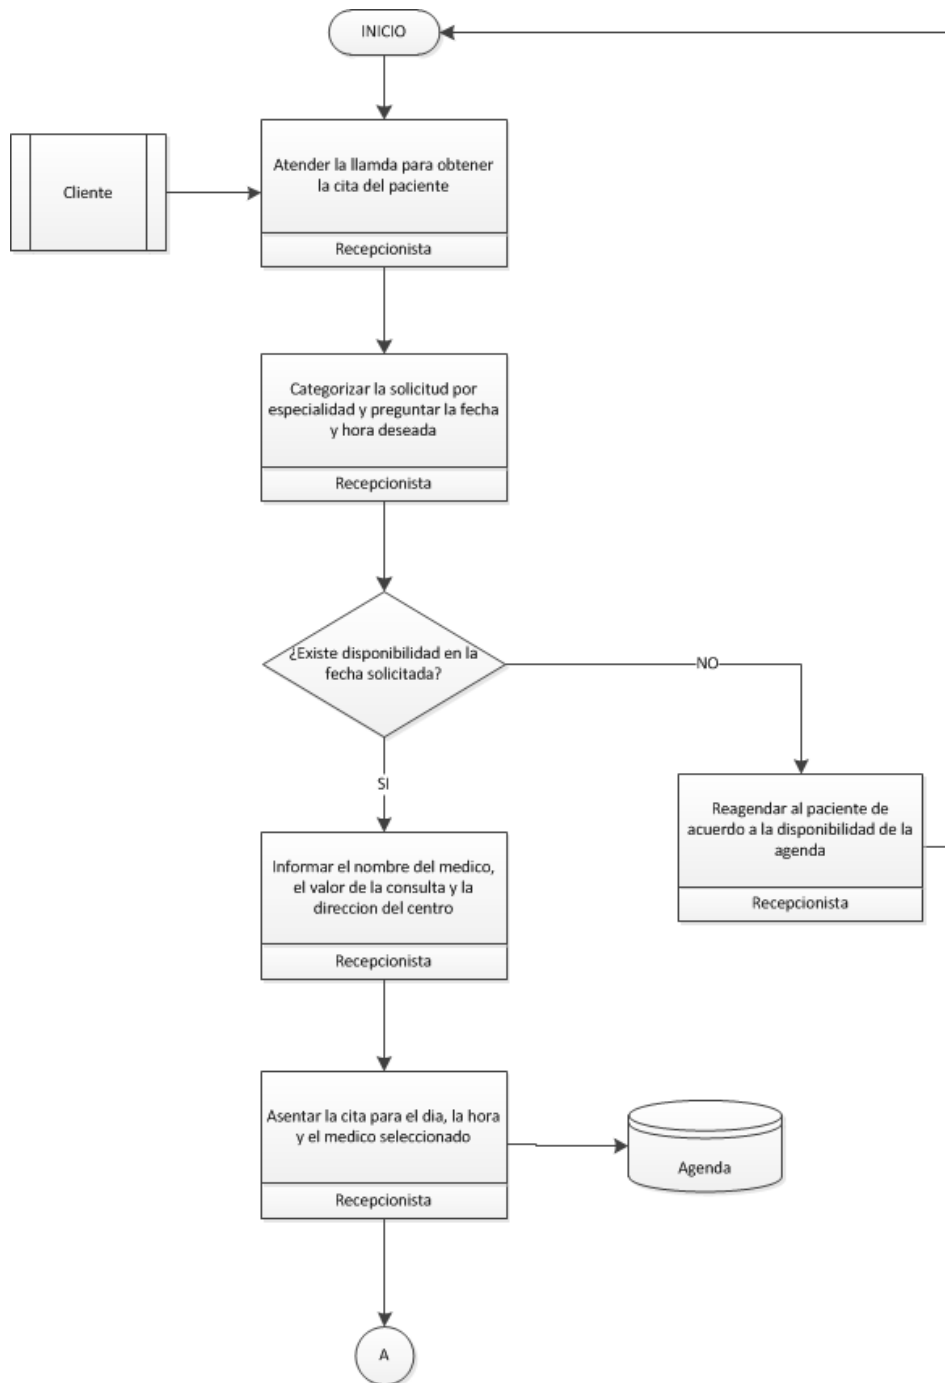 INICIO
Atender la llamda para obtener
la cita del paciente
Recepcionista
Cliente
Categorizar la solicitud por
especialidad y preguntar la fecha
y hora deseada
Recepcionista
¿Existe disponibilidad en la
fecha solicitada?
NO
SI
Reagendar al paciente de
acuerdo a la disponibilidad de la
agenda
Recepcionista
Informar el nombre del medico,
el valor de la consulta y la
direccion del centro
Recepcionista
Asentar la cita para el dia, la hora
y el medico seleccionado
Recepcionista
Agenda
A